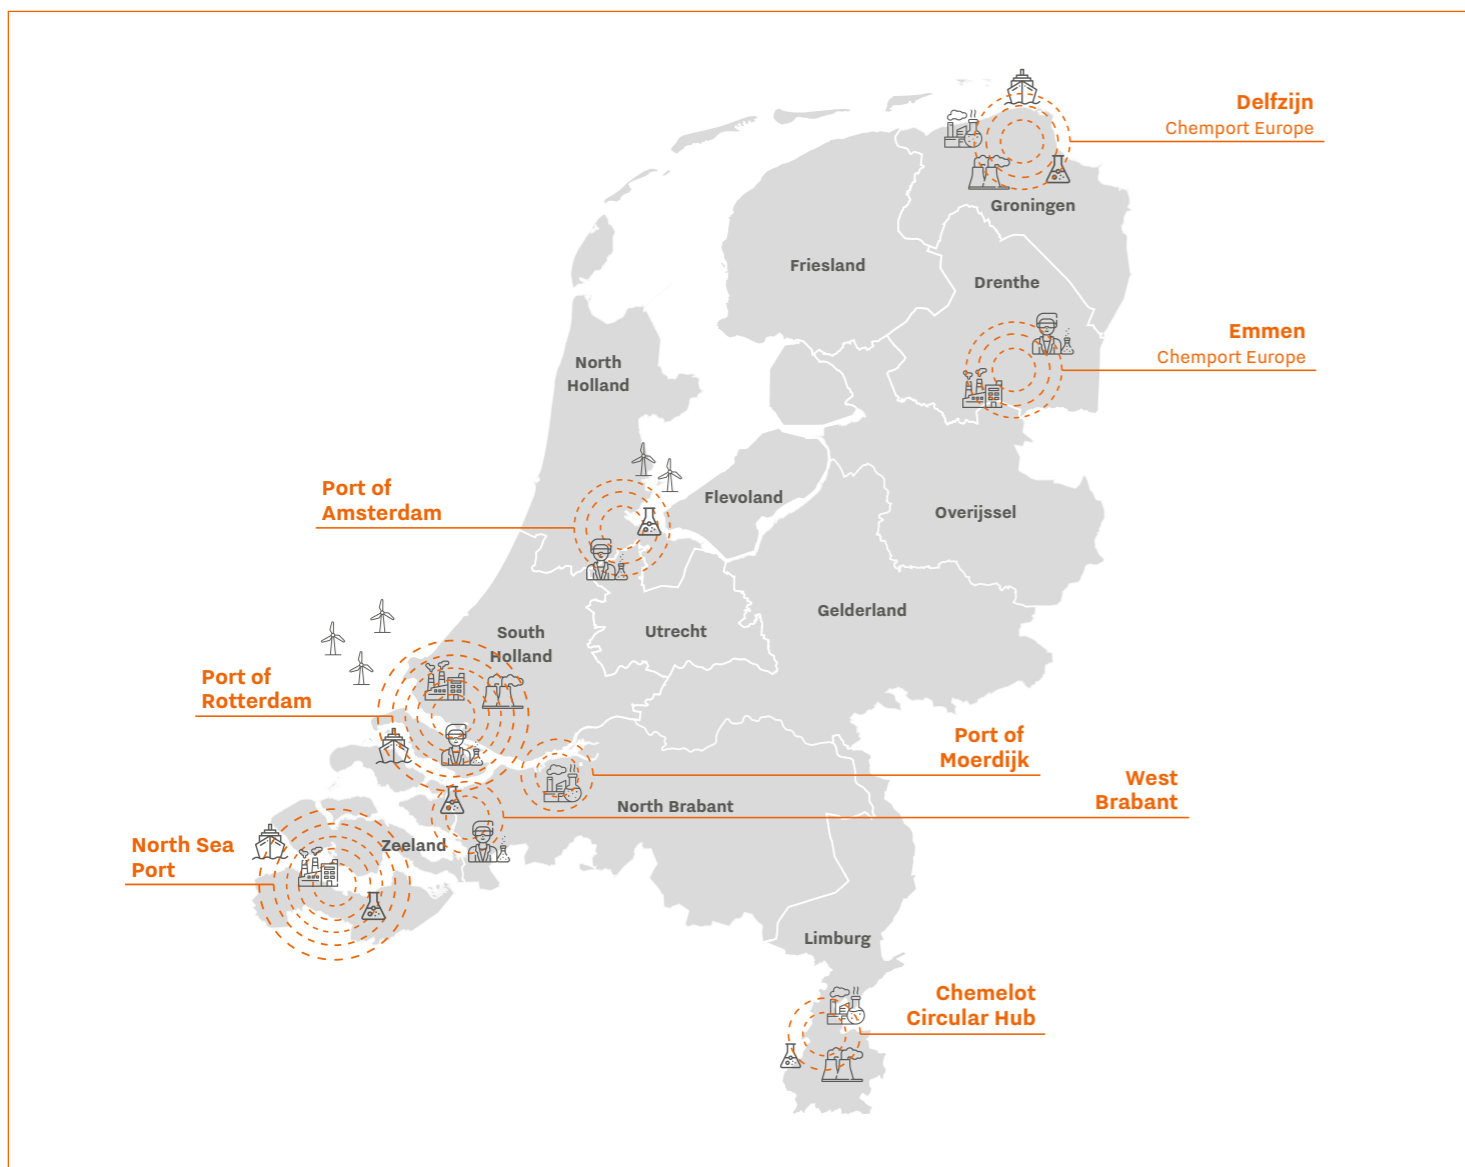 Delfzijn
Chemport Europe
Groningen
Friesland
Drenthe
Emmen
Chemport Europe
North
Holland
Port of
Amsterdam
Flevoland
Overijssel
Gelderland
South
Holland
Utrecht
Port of
Rotterdam
Port of
Moerdijk
West
Brabant
North Brabant
North Sea
Port
Zeeland
Limburg
Chemelot
Circular Hub